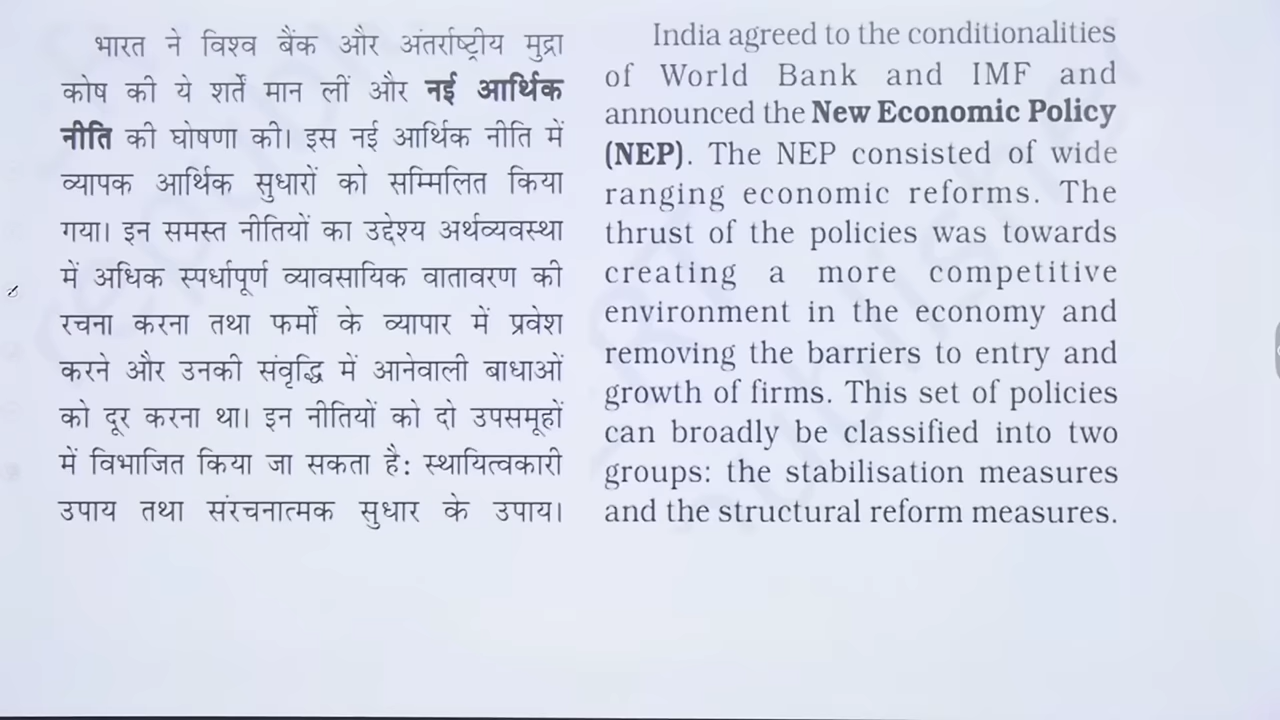 भारत ने विश्व बैंक और अंतर्राष्ट्रीय मुद्रा
कोष की ये शर्तें मान लीं और नई आर्थिक
नीति की घोषणा की। इस नई आर्थिक नीति में
व्यापक आर्थिक सुधारों को सम्मिलित किया
गया। इन समस्त नीतियों का उद्देश्य अर्थव्यवस्था
में अधिक स्पर्धापूर्ण व्यावसायिक वातावरण की
रचना करना तथा फर्मों के व्यापार में प्रवेश
करने और उनकी संवृद्धि में आनेवाली बाधाओं
को दूर करना था। इन नीतियों को दो उपसमूहों
में विभाजित किया जा सकता है: स्थायित्वकारी
उपाय तथा संरचनात्मक सुधार के उपाय।
India agreed to the conditionalities
of World Bank and IMF and
announced the New Economic Policy
(NEP). The NEP consisted of wide
ranging economic reforms. The
thrust of the policies was towards
creating a more competitive
environment in the economy and
removing the barriers to entry and
growth of firms. This set of policies
can broadly be classified into two
groups: the stabilisation measures
and the structural reform measures.